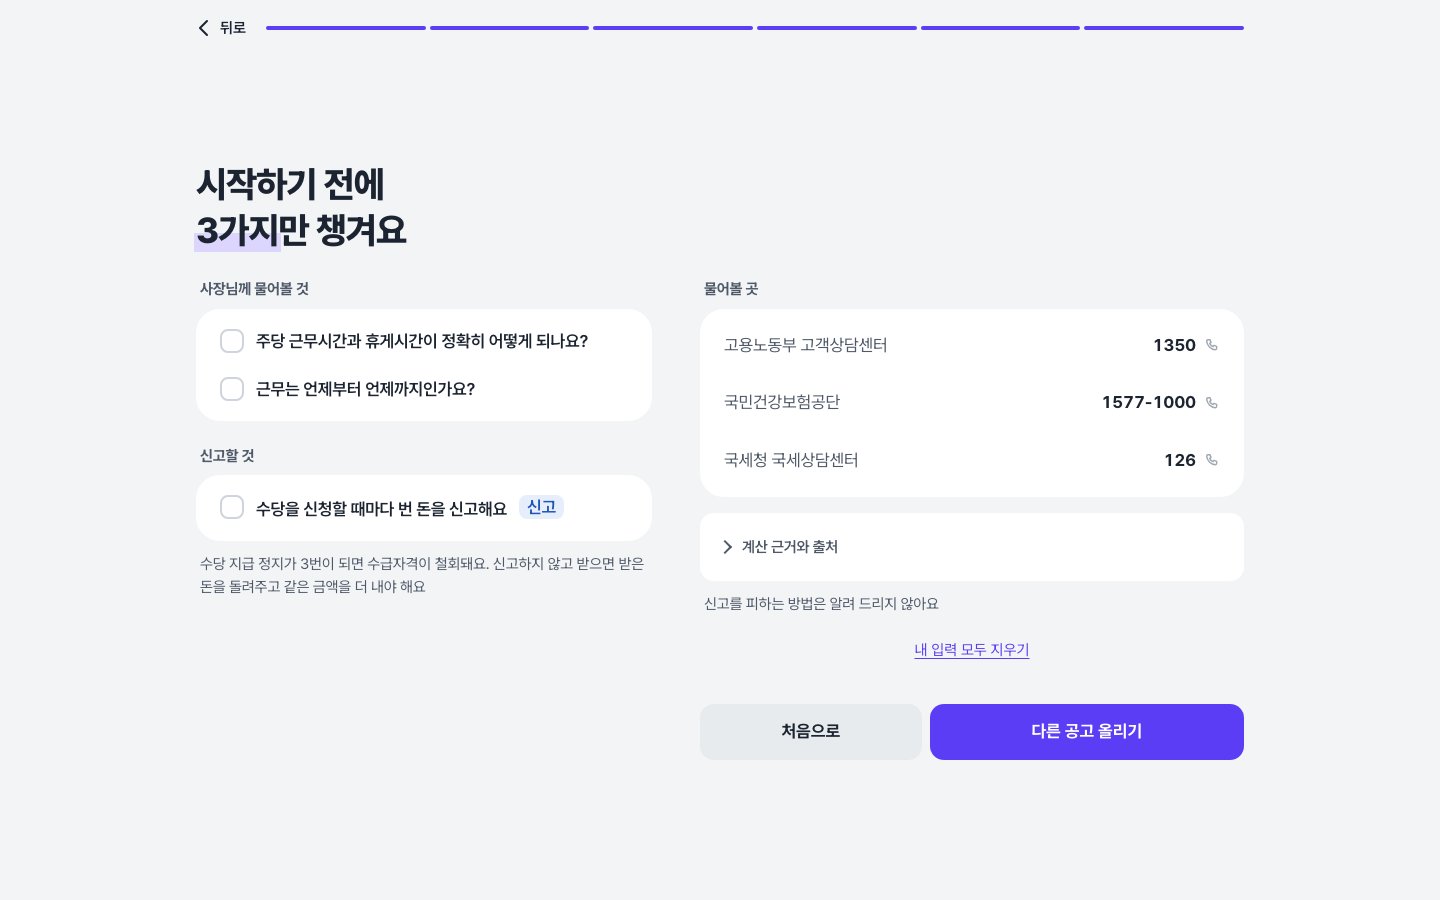 뒤로
시작하기 전에
3가지만 챙겨요
사장님께 물어볼 것
주당 근무시간과 휴게시간이 정확히 어떻게 되나요?
근무는 언제부터 언제까지인가요?
신고할 것
수당을 신청할 때마다 번 돈을 신고해요 신고
수당 지급 정지가 3번이 되면 수급자격이 철회돼요. 신고하지 않고 받으면 받은
돈을 돌려주고 같은 금액을 더 내야 해요
물어볼 곳
고용노동부 고객상담센터 1350
국민건강보험공단 1577-1000
국세청 국세상담센터 126
계산 근거와 출처
신고를 피하는 방법은 알려 드리지 않아요
내 입력 모두 지우기
처음으로
다른 공고 올리기